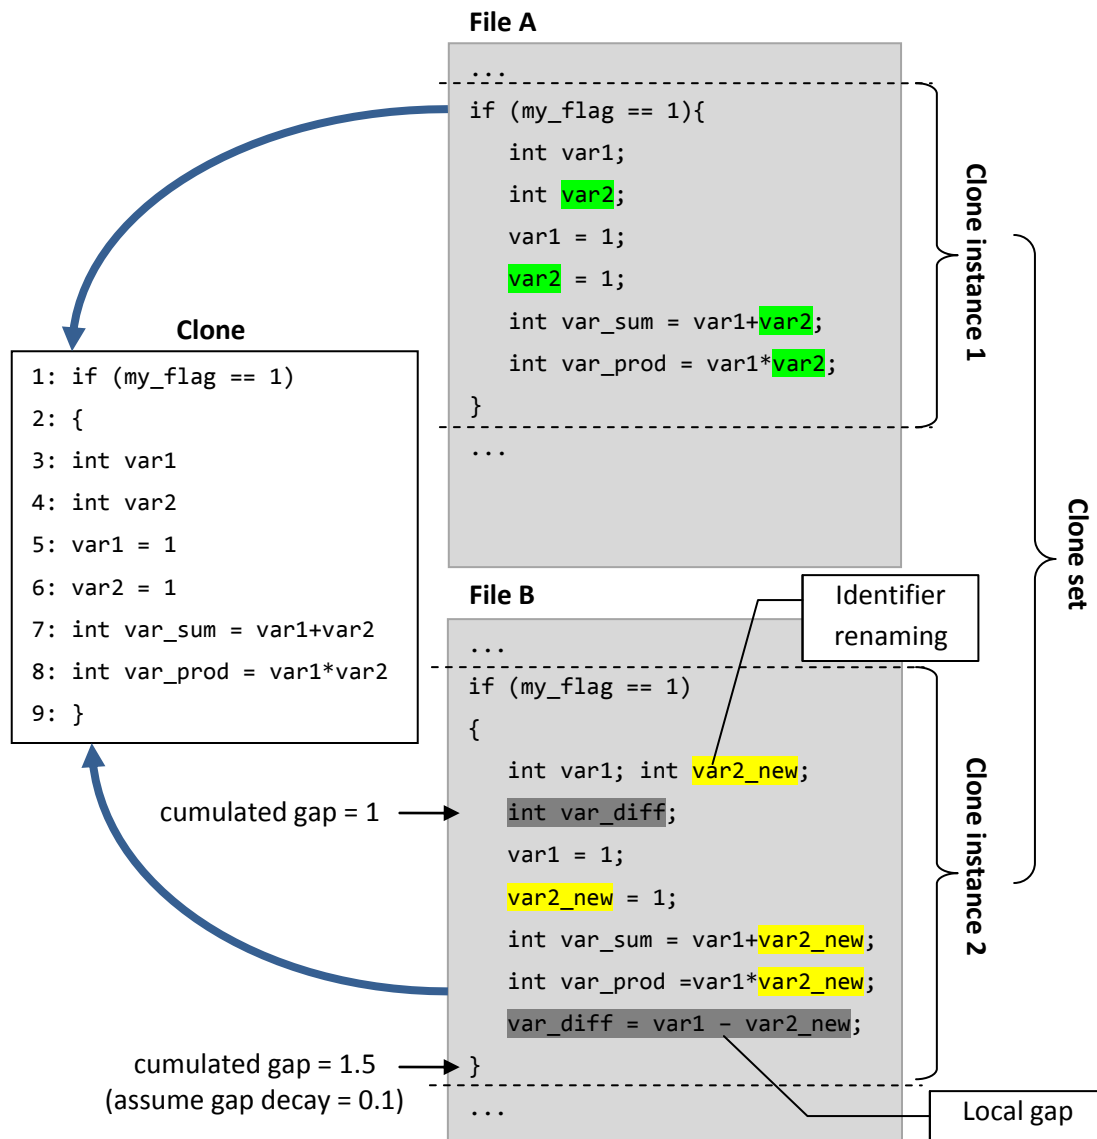 File A
...
if (my_flag == 1){
int var1;
int var2;
var1 = 1;
var2 = 1;
int var_sum = var1+var2;
int var_prod = var1*var2;
}
...
Clone instance 1
Clone
1: if (my_flag == 1)
2: {
3: int var1
4: int var2
5: var1 = 1
6: var2 = 1
7: int var_sum = var1+var2
8: int var_prod = var1*var2
9: }
Clone set
File B
Identifier
renaming
...
if (my_flag == 1)
{
int var1; int var2_new;
int var_diff;
var1 = 1;
var2_new = 1;
int var_sum = var1+var2_new;
int var_prod =var1*var2_new;
var_diff = var1 – var2_new;
}
...
Clone instance 2
cumulated gap = 1
cumulated gap = 1.5
(assume gap decay = 0.1)
Local gap